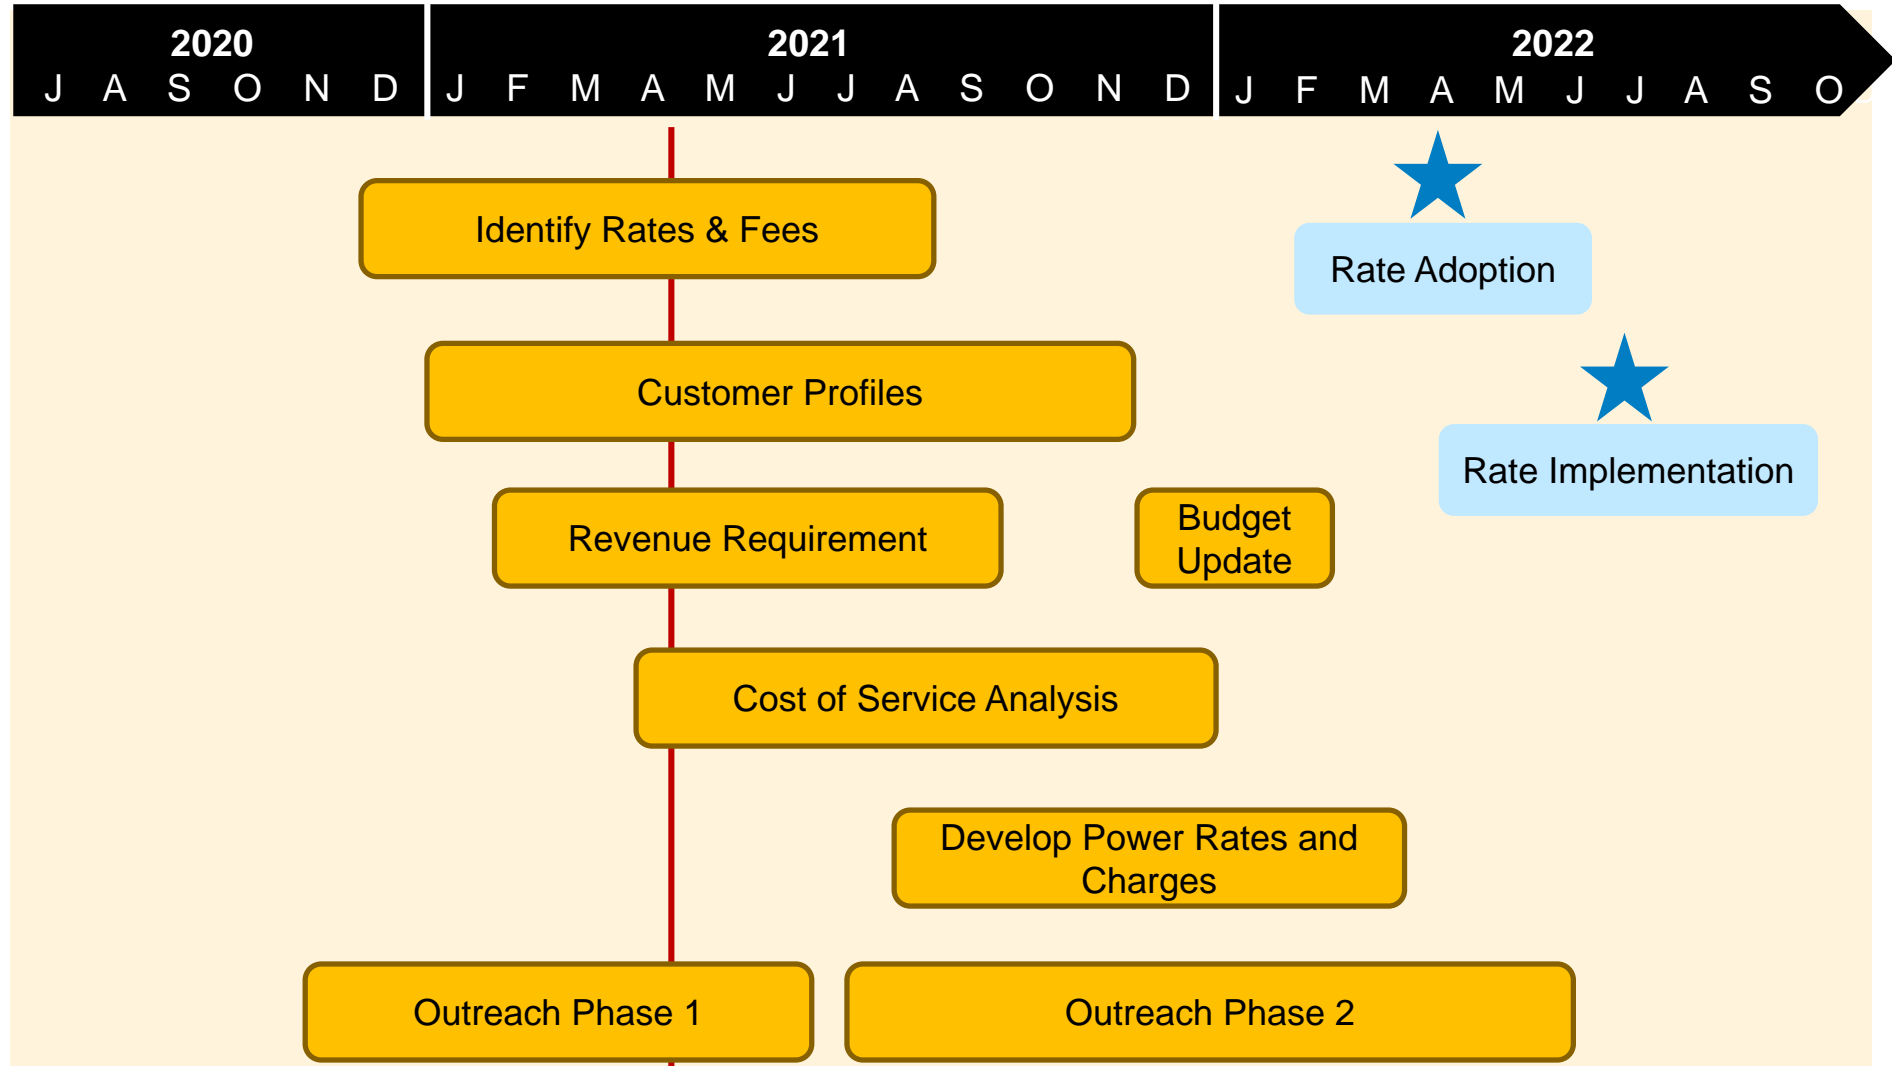 2020
2021
2022
J A S O N D
J F M A M J J A S O N D
J F M A M J J A S O
Identify Rates & Fees
Rate Adoption
Customer Profiles
Rate Implementation
Revenue Requirement
Budget
Update
Cost of Service Analysis
Develop Power Rates and
Charges
Outreach Phase 1
Outreach Phase 2